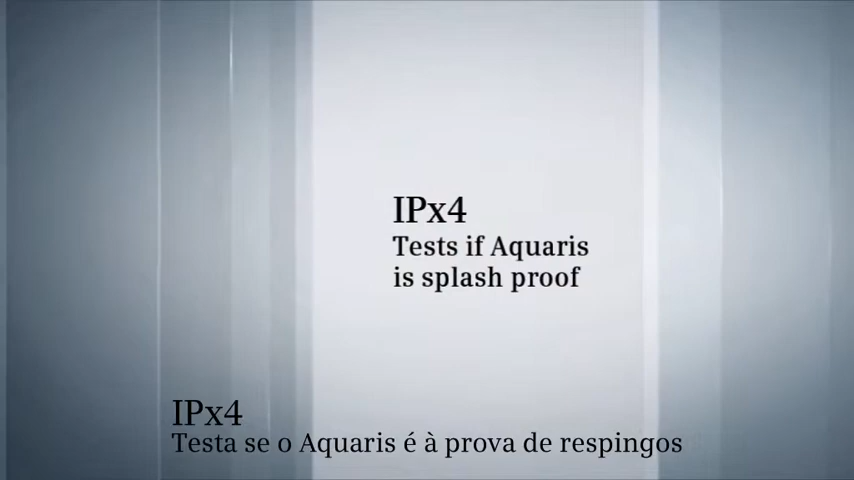 IPx4
Tests if Aquaris
is splash proof
IPx4
Testa se o Aquaris é à prova de respingos